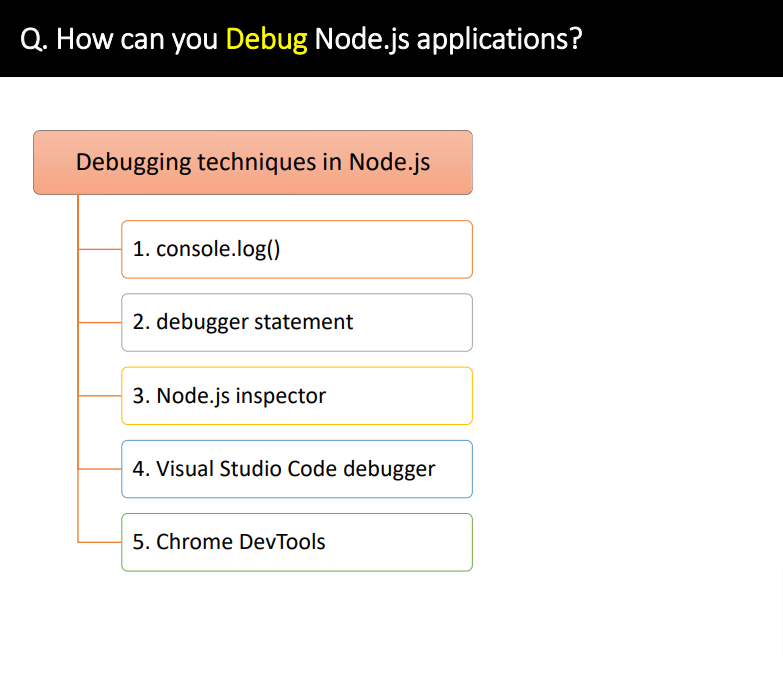 Q. How can you Debug Node.js applications?
Debugging techniques in Node.js
1. console.log()
2. debugger statement
3. Node.js inspector
4. Visual Studio Code debugger
5. Chrome DevTools